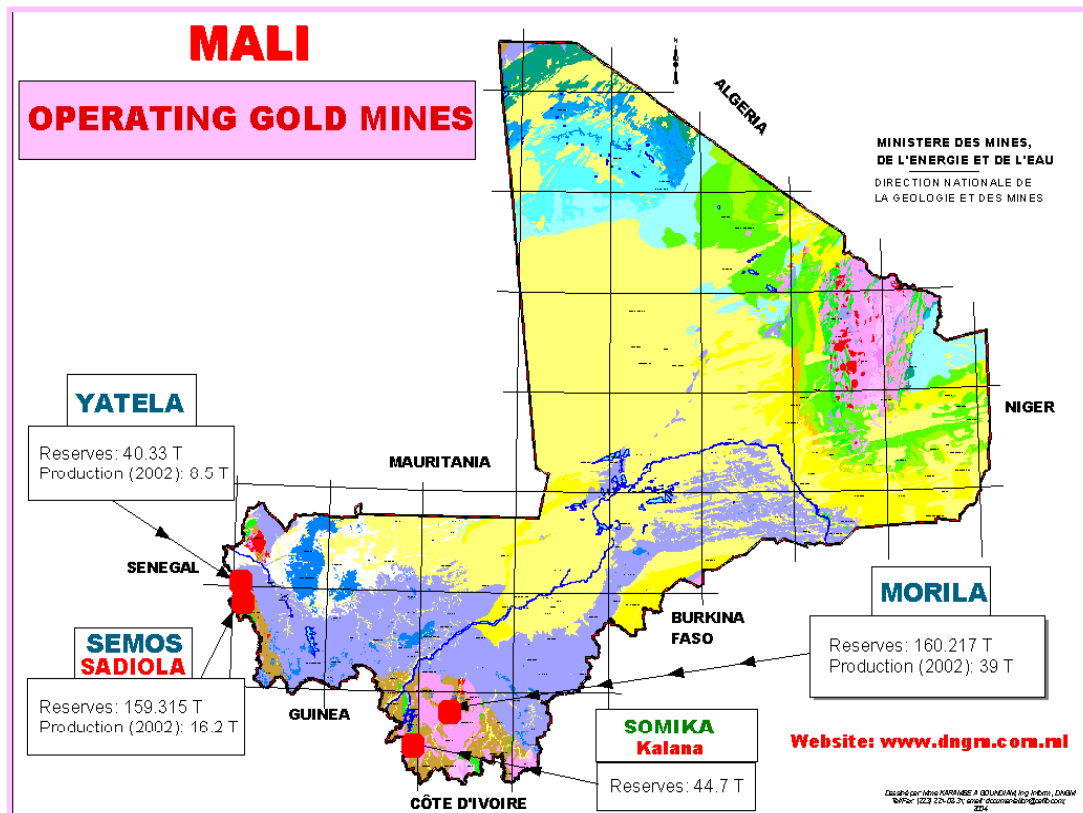 MALI
OPERATING GOLD MINES
N
ALGERIA
MINISTERE DES MINES,
DE L'ENERGIE ET DE L'EAU
DIRECTION NATIONALE DE
LA GEOLOGIE ET DES MINES
YATELA
Reserves: 40.33 T
Production (2002): 8.5 T
MAURITANIA
NIGER
SENEGAL
SEMOS
SADIOLA
Reserves: 159.315 T
Production (2002): 16.2 T
GUINEA
BURKINA
FASO
MORILA
Reserves: 160.217 T
Production (2002): 39 T
SOMIKA
Kalana
Reserves: 44.7 T
CÔTE D'IVOIRE
Website: www.dngm.com.ml
2004